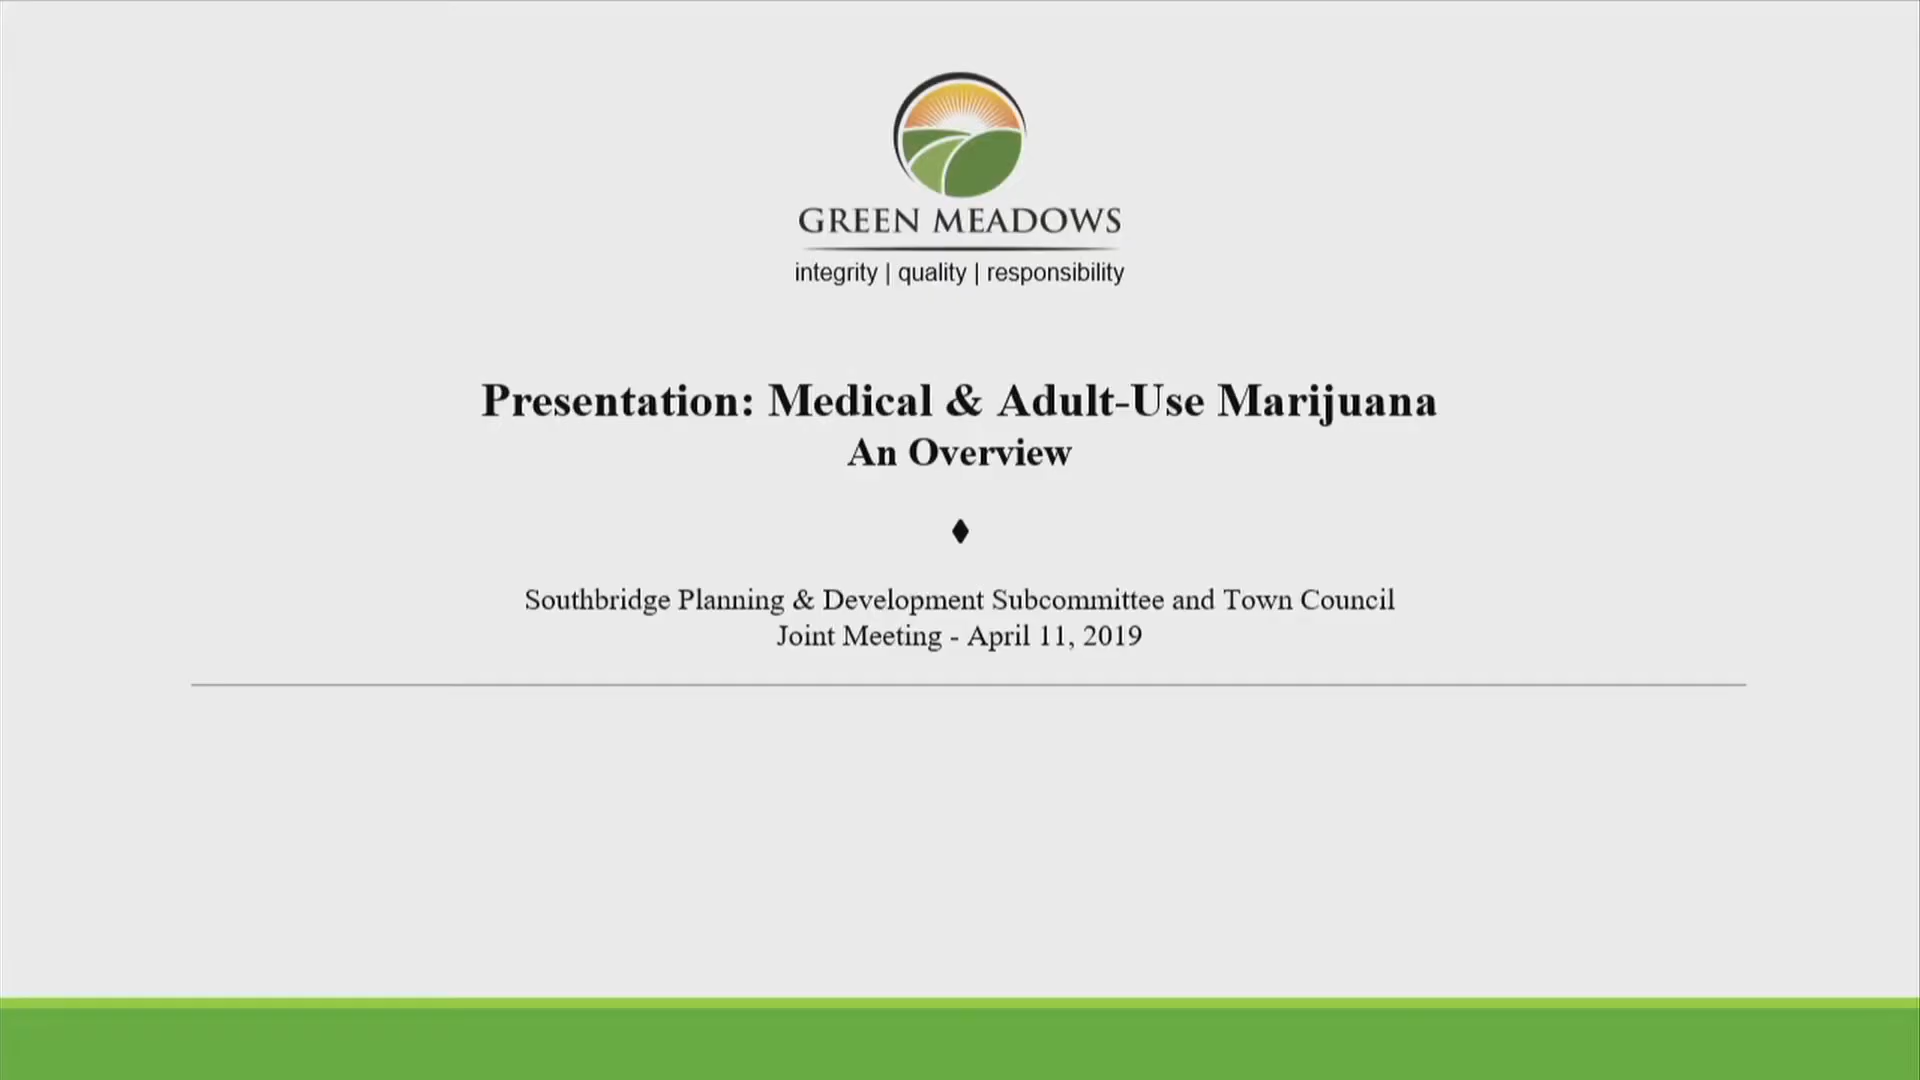 GREEN MEADOWS
integrity | quality | responsibility
Presentation: Medical & Adult-Use Marijuana
An Overview
Southbridge Planning & Development Subcommittee and Town Council
Joint Meeting - April 11, 2019